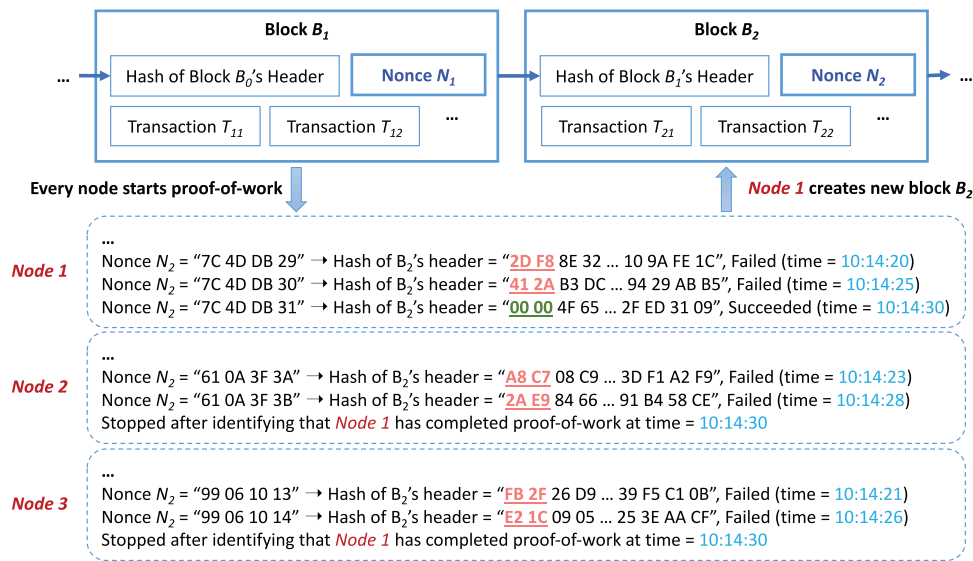 Block B1
Block B2
...
Hash of Block B0's Header
Nonce N1
Hash of Block B1's Header
Nonce N2
...
Transaction T11
Transaction T12
...
Transaction T21
Transaction T22
...
Every node starts proof-of-work
Node 1 creates new block B2
...
Node 1
Nonce N2 = “7C 4D DB 29” ➝ Hash of B2's header = “2D F8 8E 32 ... 10 9A FE 1C”, Failed (time = 10:14:20)
Nonce N2 = “7C 4D DB 30” ➝ Hash of B2's header = “41 2A B3 DC ... 94 29 AB B5”, Failed (time = 10:14:25)
Nonce N2 = “7C 4D DB 31” ➝ Hash of B2's header = “00 00 4F 65 ... 2F ED 31 09”, Succeeded (time = 10:14:30)
...
Node 2
Nonce N2 = “61 0A 3F 3A” ➝ Hash of B2's header = “A8 C7 08 C9 ... 3D F1 A2 F9”, Failed (time = 10:14:23)
Nonce N2 = “61 0A 3F 3B” ➝ Hash of B2's header = “2A E9 84 66 ... 91 B4 58 CE”, Failed (time = 10:14:28)
Stopped after identifying that Node 1 has completed proof-of-work at time = 10:14:30
...
Node 3
Nonce N2 = “99 06 10 13” ➝ Hash of B2's header = “FB 2F 26 D9 ... 39 F5 C1 0B”, Failed (time = 10:14:21)
Nonce N2 = “99 06 10 14” ➝ Hash of B2's header = “E2 1C 09 05 ... 25 3E AA CF”, Failed (time = 10:14:26)
Stopped after identifying that Node 1 has completed proof-of-work at time = 10:14:30